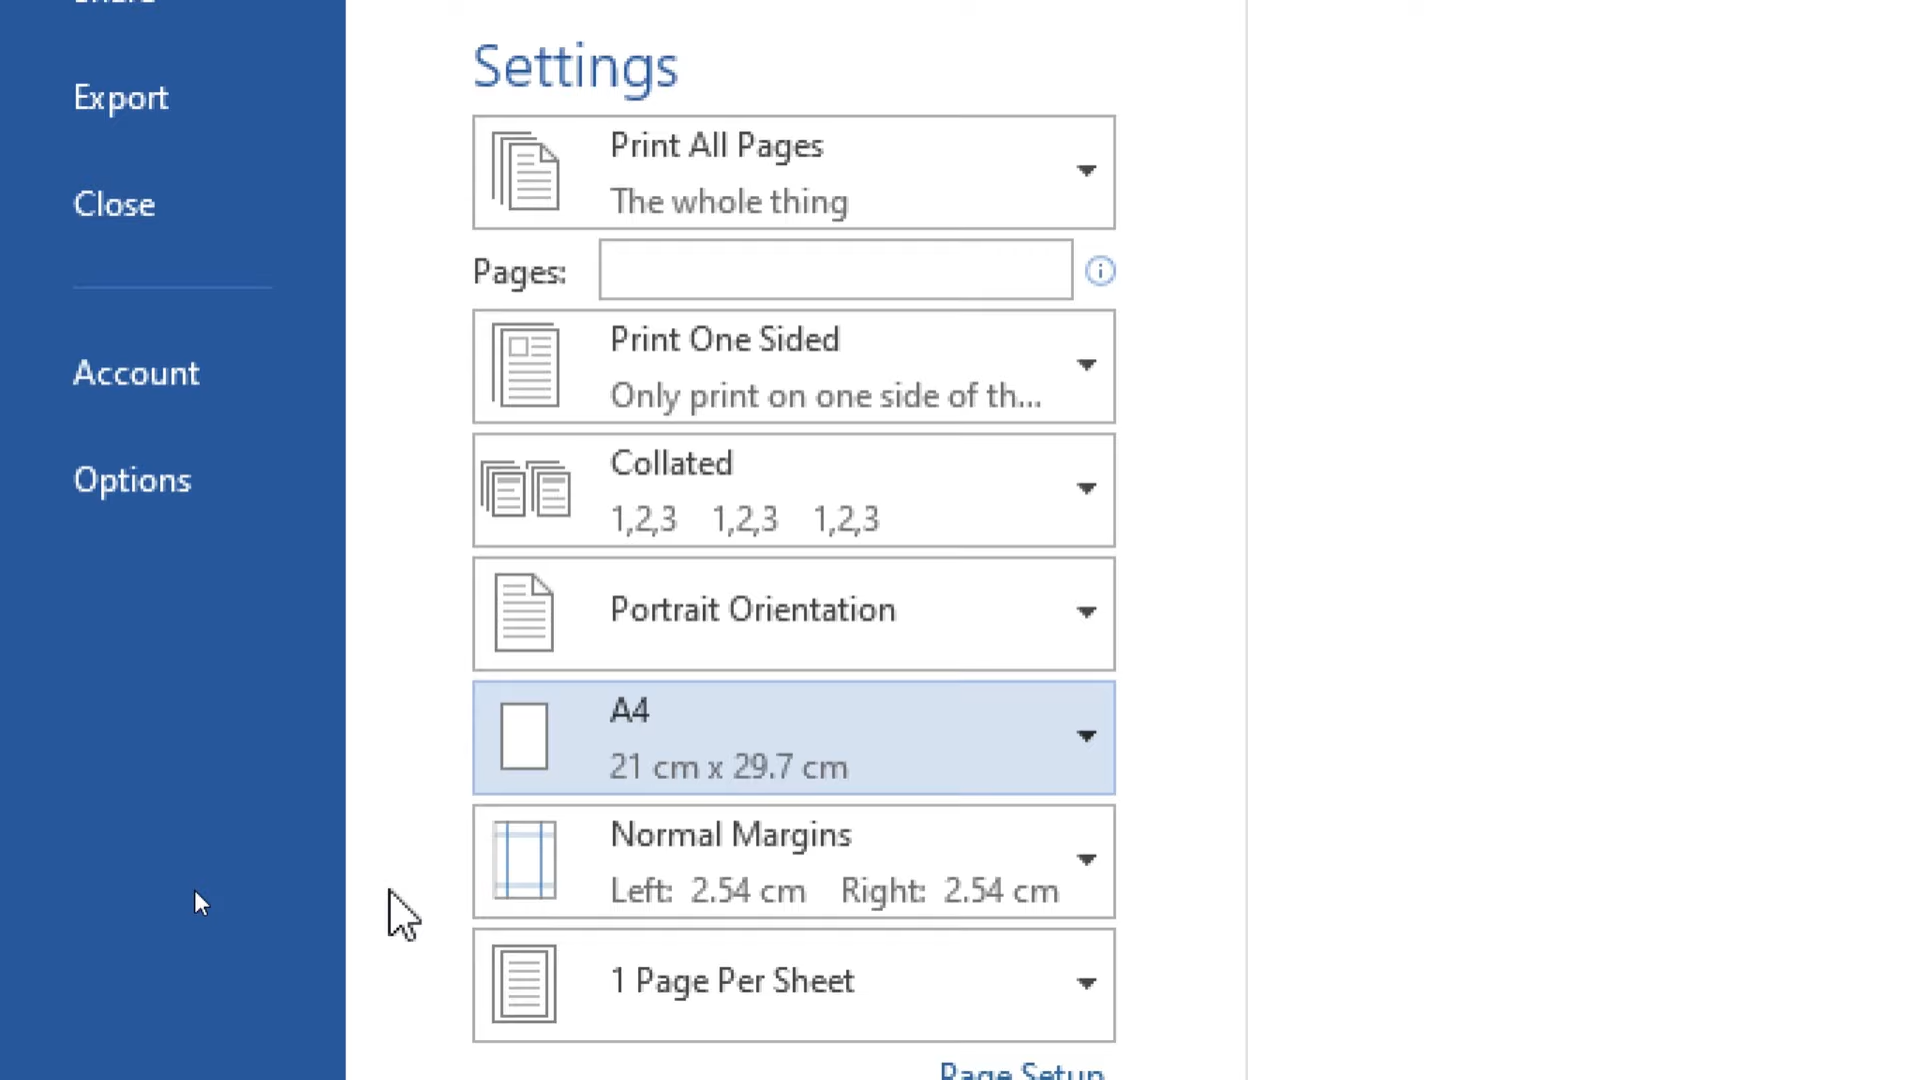 Export
Close
Account
Options
Settings
Print All Pages
The whole thing
Pages:
Print One Sided
Only print on one side of th...
Collated
1,2,3 1,2,3 1,2,3
Portrait Orientation
A4
21 cm x 29.7 cm
Normal Margins
Left: 2.54 cm Right: 2.54 cm
1 Page Per Sheet
Page Setup